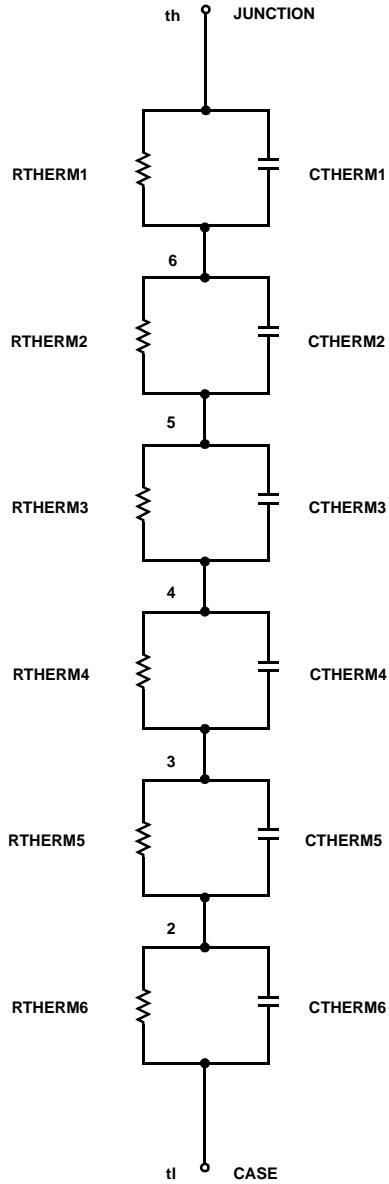 th JUNCTION
RTHERM1 CTHERM1
6
RTHERM2 CTHERM2
5
RTHERM3 CTHERM3
4
RTHERM4 CTHERM4
3
RTHERM5 CTHERM5
2
RTHERM6 CTHERM6
tl CASE